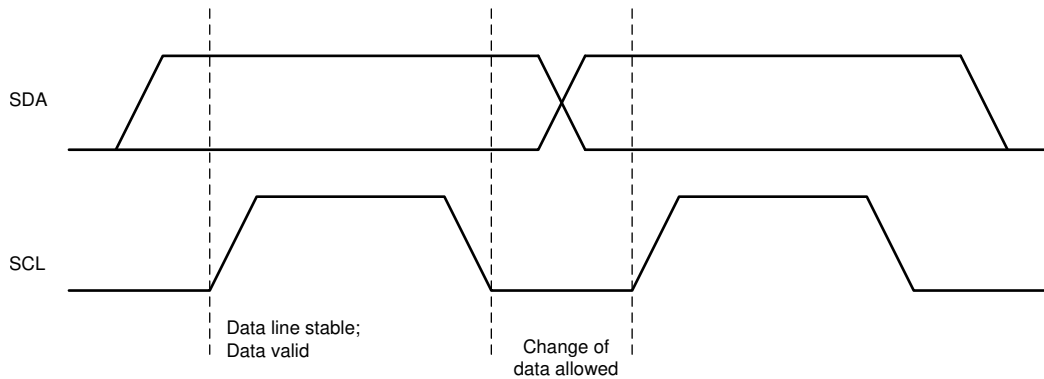 SDA
SCL
Data line stable;
Data valid
Change of
data allowed